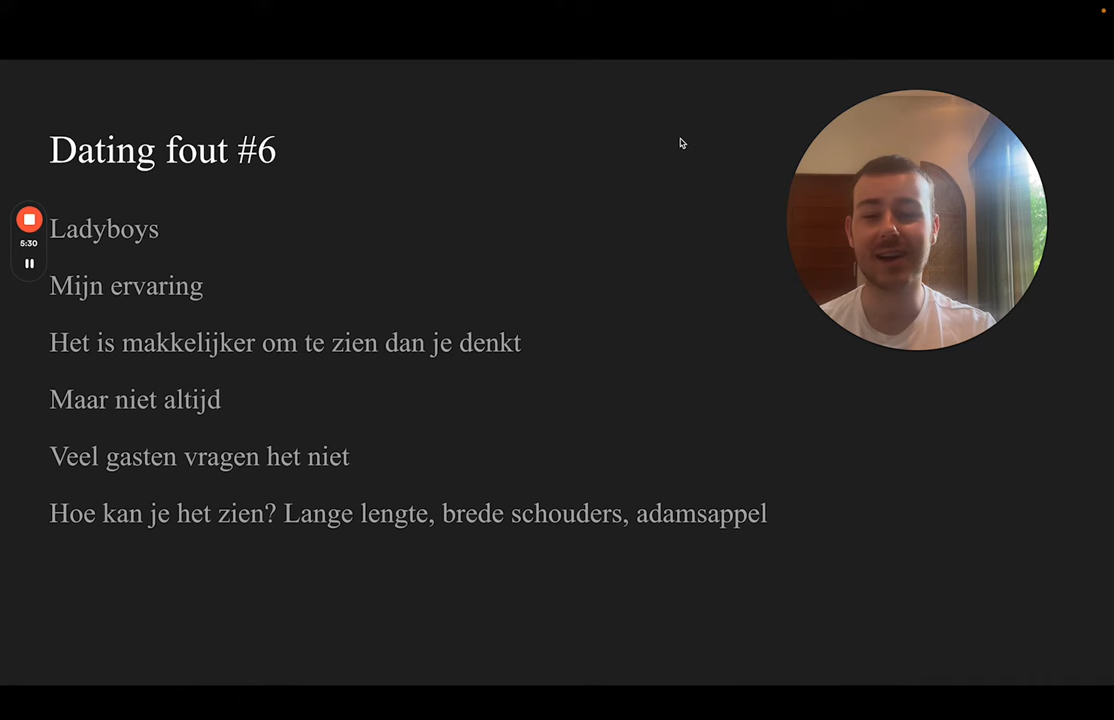 Dating fout #6
Ladyboys
5:30
Mijn ervaring
Het is makkelijker om te zien dan je denkt
Maar niet altijd
Veel gasten vragen het niet
Hoe kan je het zien? Lange lengte, brede schouders, adamsappel